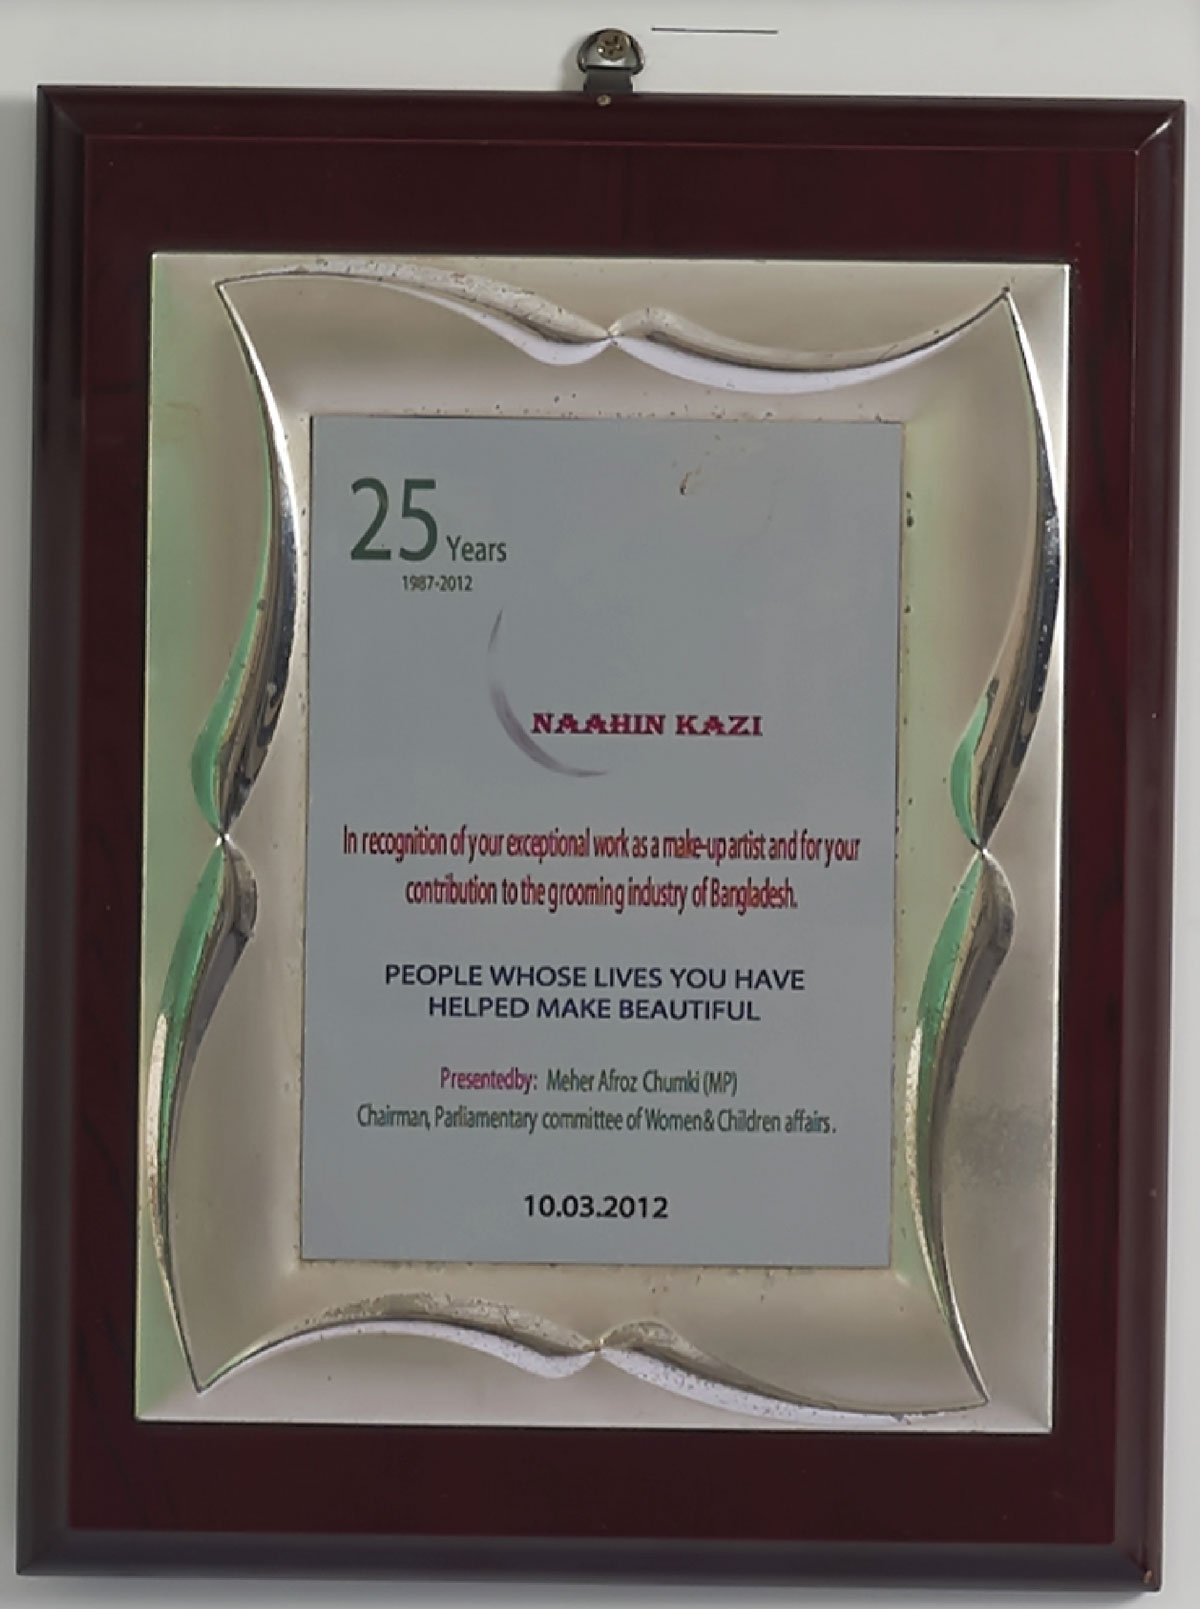 25 Years
1987-2012
NAAHIN KAZI
In recognition of your exceptional work as a make-up artist and for your
contribution to the grooming industry of Bangladesh.
PEOPLE WHOSE LIVES YOU HAVE
HELPED MAKE BEAUTIFUL
Presentedby: Meher Afroz Chumki (MP)
Chairman, Parliamentary committee of Women& Children affairs.
10.03.2012